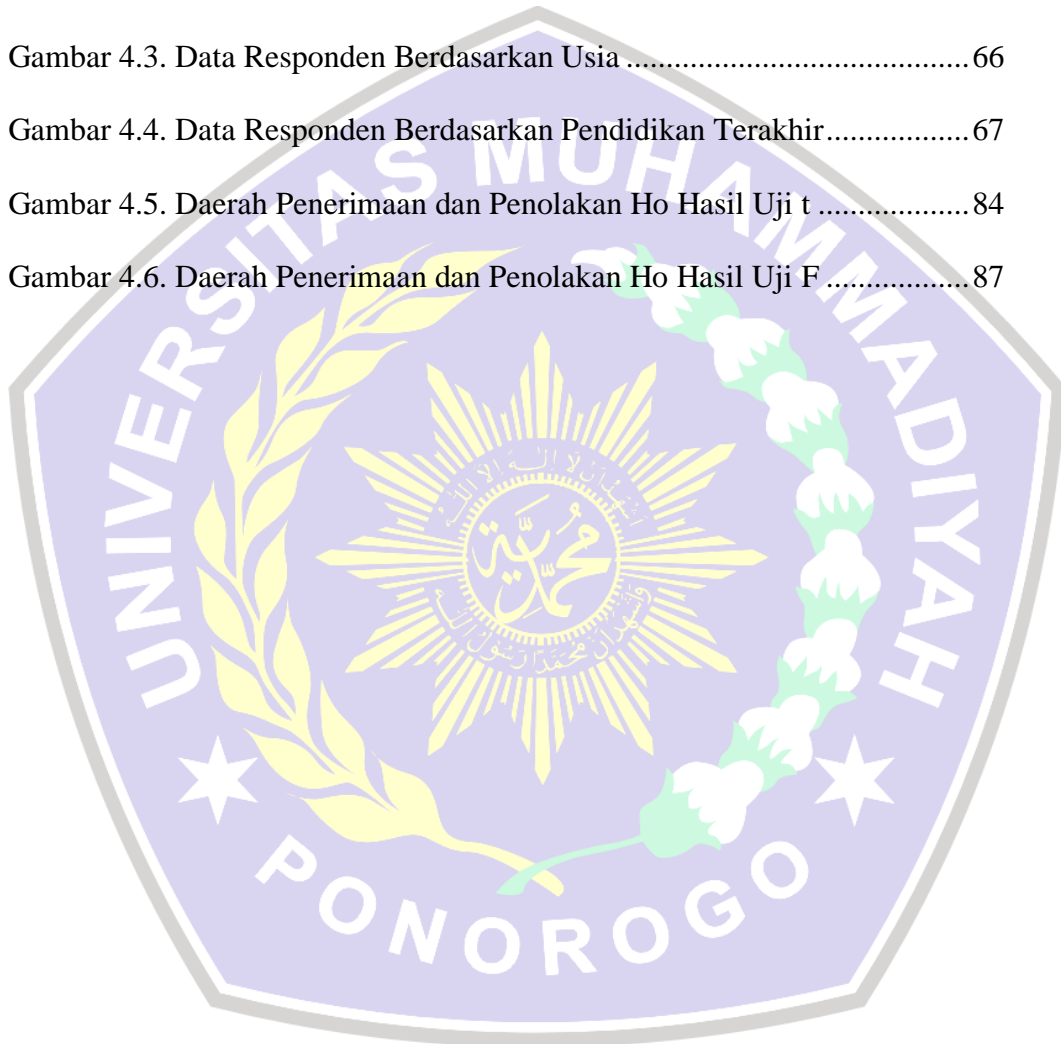 Gambar 4.3. Data Responden Berdasarkan Usia ........................................ 66
Gambar 4.4. Data Responden Berdasarkan Pendidikan Terakhir.................. 67
Gambar 4.5. Daerah Penerimaan dan Penolakan Ho Hasil Uji t ................... 84
Gambar 4.6. Daerah Penerimaan dan Penolakan Ho Hasil Uji F .................. 87
UNIVERSITAS MUHAMMADIYAH
محمدية
PONOROGO